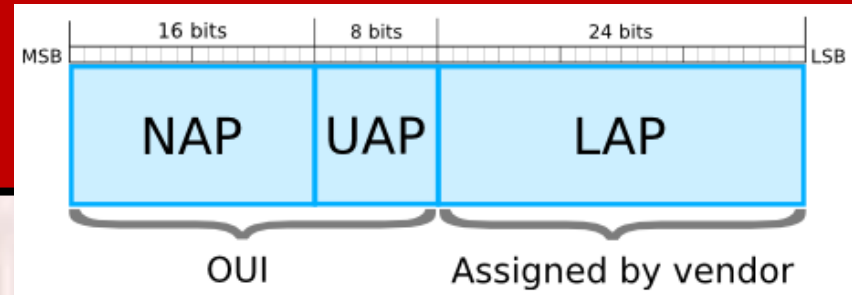 16 bits 8 bits 24 bits
MSB LSB
NAP UAP LAP
OUI Assigned by vendor